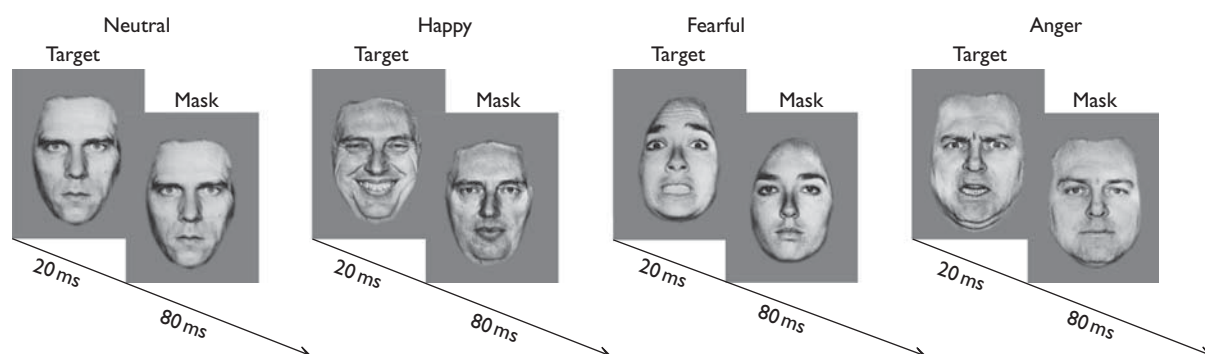 Neutral
Target
Mask
20 ms
80 ms
Happy
Target
Mask
20 ms
80 ms
Fearful
Target
Mask
20 ms
80 ms
Anger
Target
Mask
20 ms
80 ms